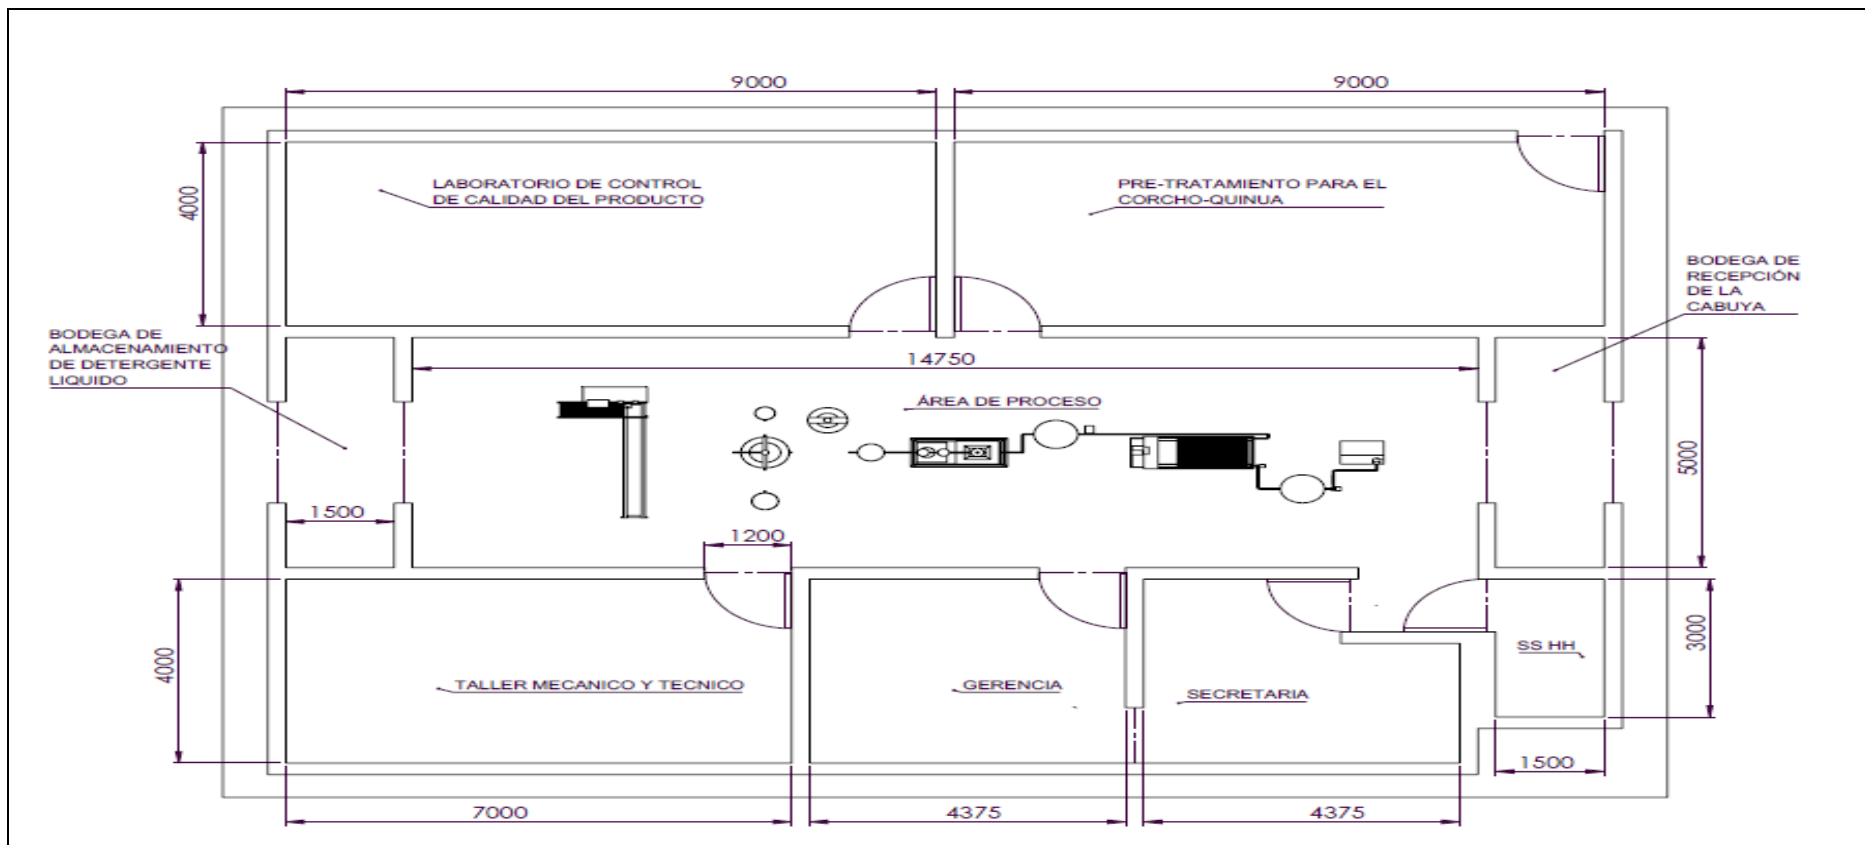 9000
9000
LABORATORIO DE CONTROL
DE CALIDAD DEL PRODUCTO
PRE-TRATAMIENTO PARA EL
CORCHO-QUINUA
4000
BODEGA DE
RECEPCIÓN
DE LA
CABUYA
BODEGA DE
ALMACENAMIENTO
DE DETERGENTE
LIQUIDO
14750
ÁREA DE PROCESO
5000
1500
1200
4000
TALLER MECANICO Y TECNICO
GERENCIA
SECRETARIA
SS HH
3000
1500
7000
4375
4375